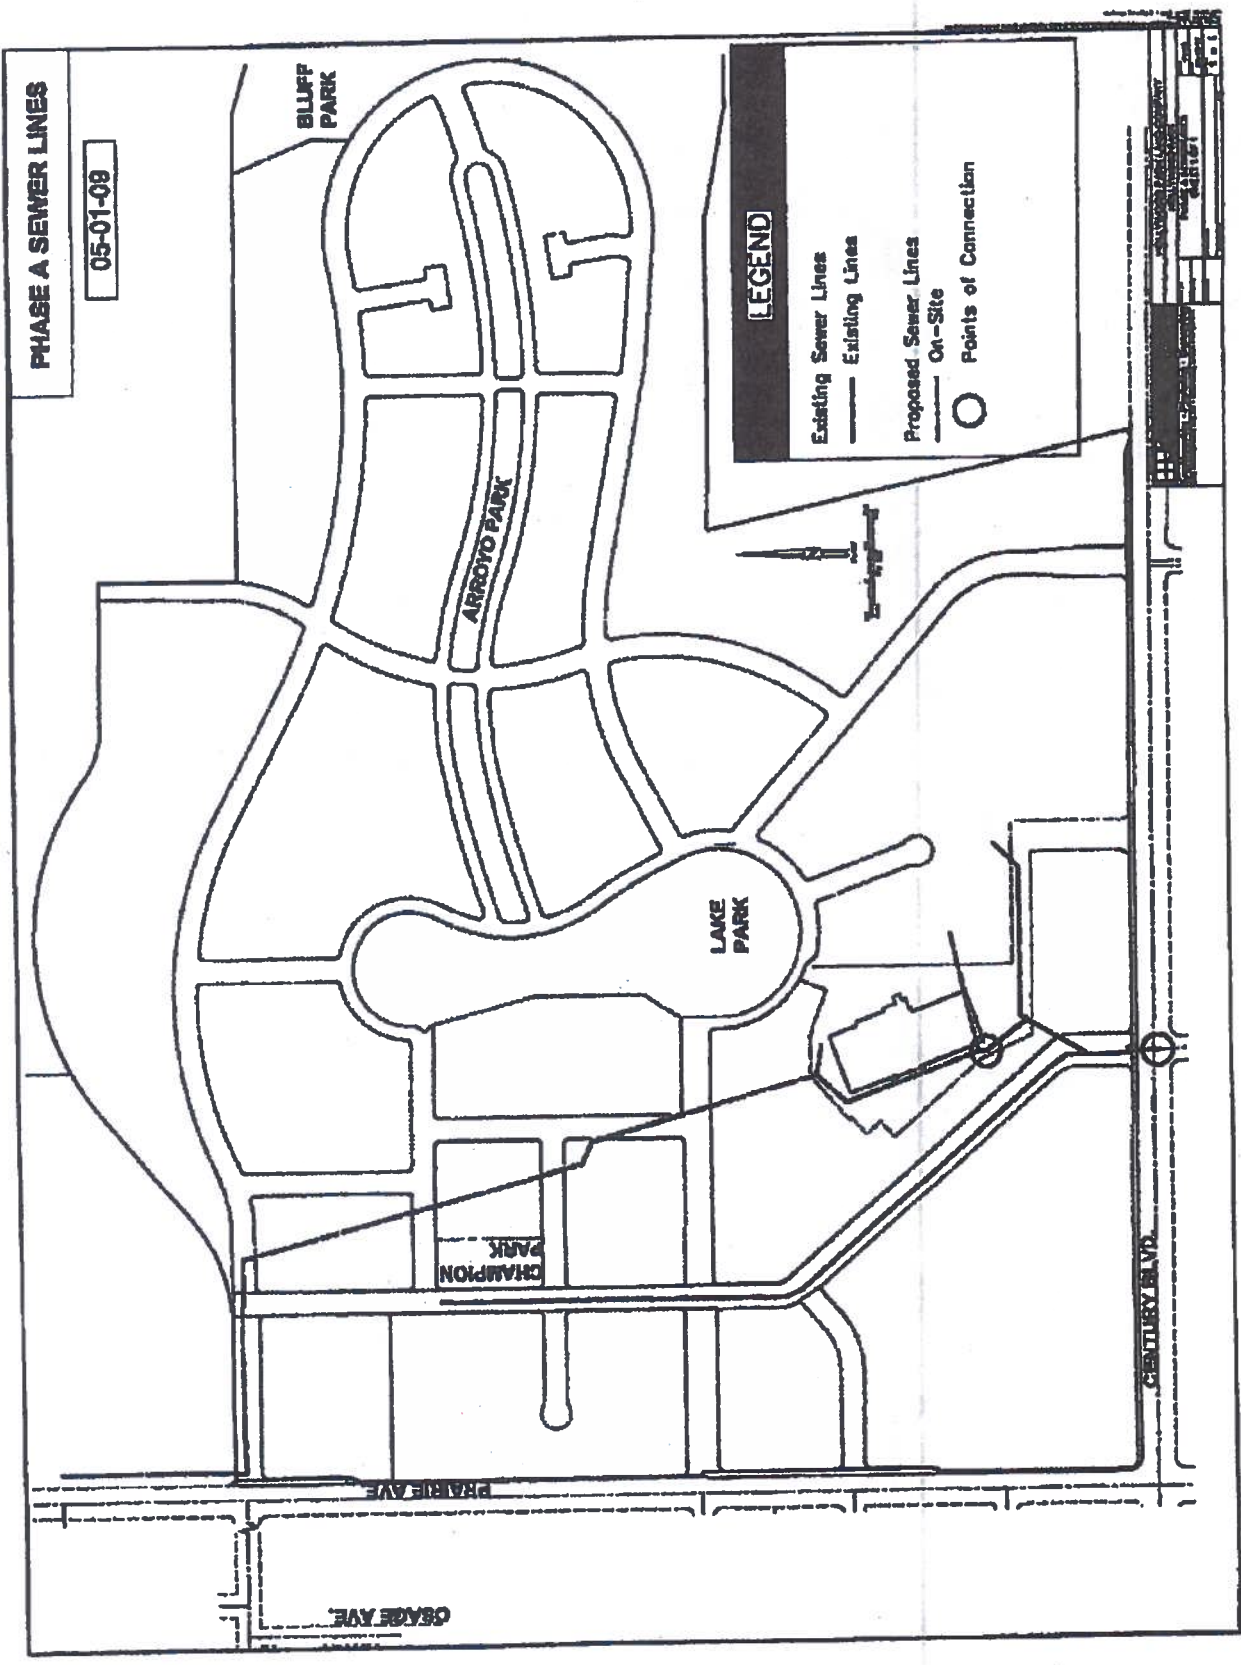 PHASE A SEWER LINES
05-01-09
BLUFF
PARK
ARROYO PARK
LAKE
PARK
CHAMPION
PARK
LEGEND
Existing Sewer Lines
Existing Lines
Proposed Sewer Lines
On-Site
Points of Connection
N
PRAIRIE AVE
OSAGE AVE.
CENTURY BLVD.